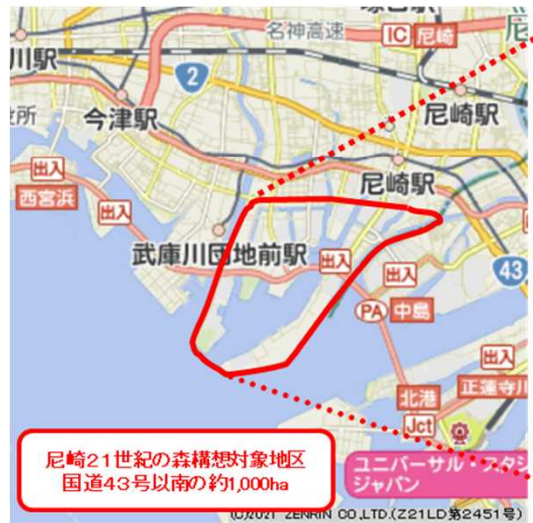 名神高速
IC 尼崎
川駅
2
今津駅
尼崎駅
出入
西宮浜
出入
尼崎駅
武庫川団地前駅
出入
出入
43
PA 中島
出入
北港
正蓮寺川
Jct
尼崎21世紀の森構想対象地区
国道43号以南の約1,000ha
ユニバーサル・スタジ
ジャパン
(C)2021 ZENRIN CO.,LTD.(Z21LD第2451号)